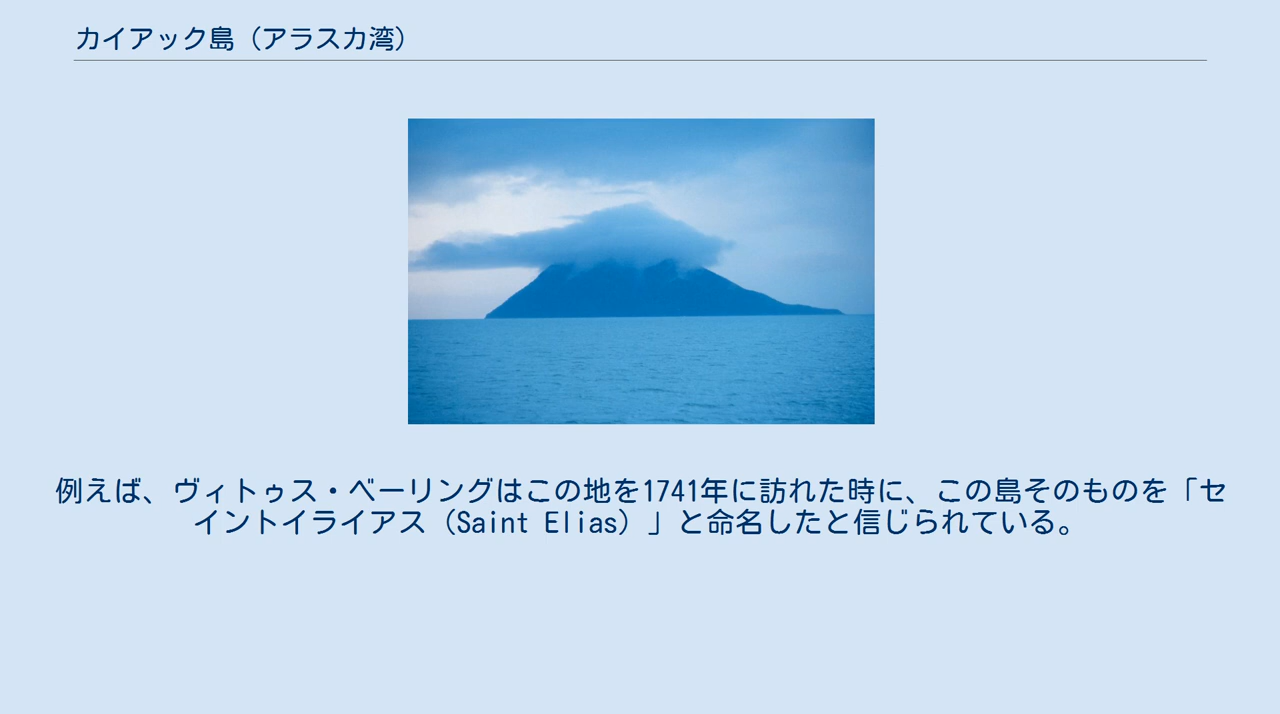 カイアック島（アラスカ湾）
例えば、ヴィトゥス・ベーリングはこの地を1741年に訪れた時に、この島そのものを「セ
イントイライアス（Saint Elias）」と命名したと信じられている。